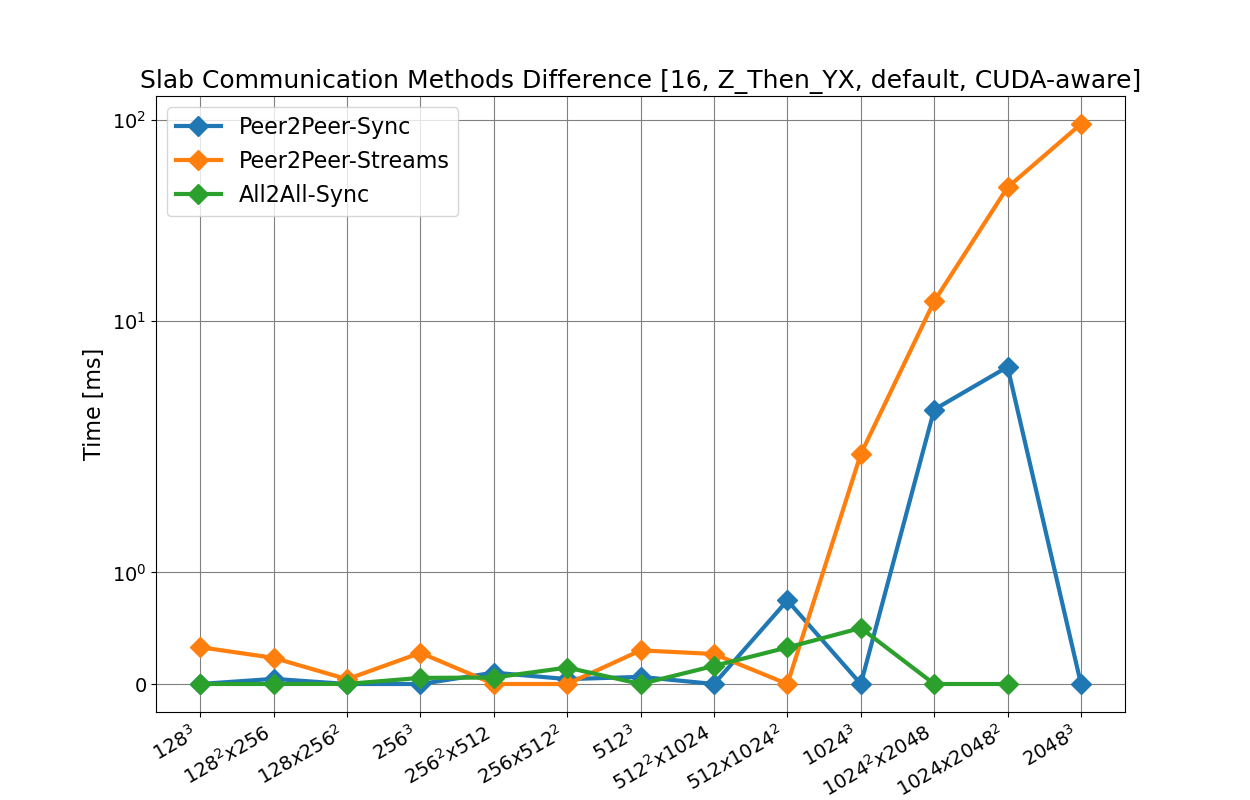 Slab Communication Methods Difference [16, Z_Then_YX, default, CUDA-aware]
Peer2Peer-Sync
Peer2Peer-Streams
All2All-Sync
Time [ms]
10²
10¹
10⁰
0
128³
128²x256
128x256²
256³
256²x512
256x512²
512³
512²x1024
512x1024²
1024³
1024²x2048
1024x2048²
2048³